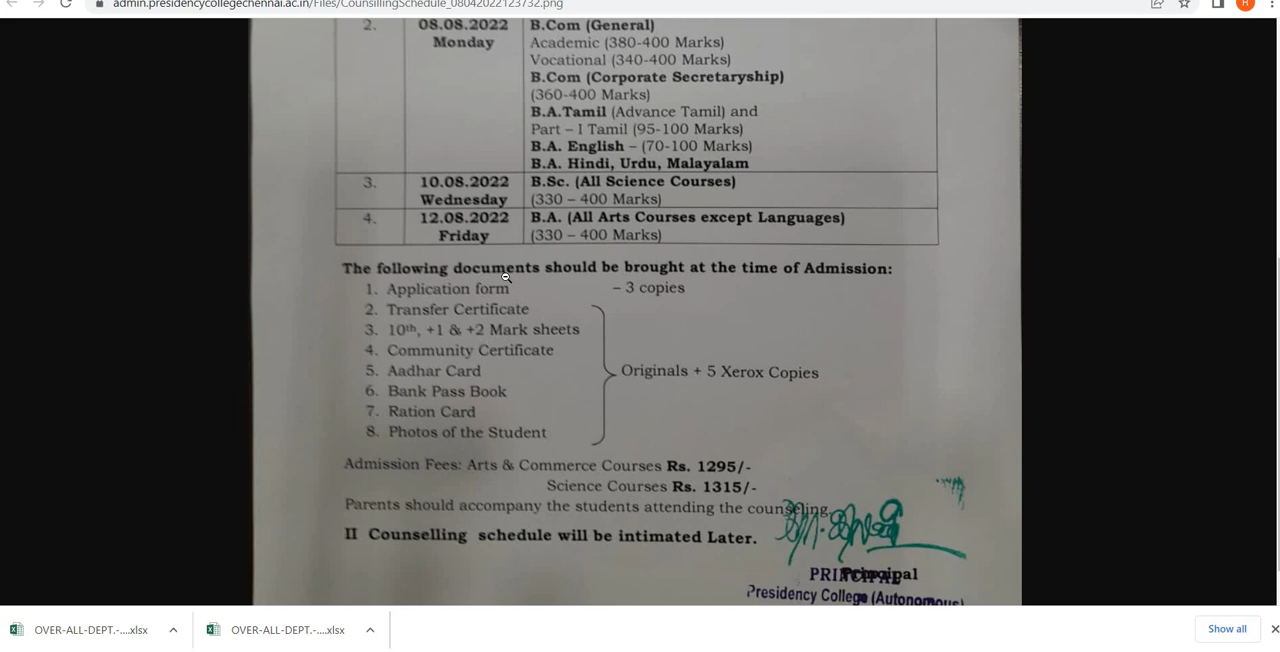 admin.presidencycollegechennai.ac.in/Files/CounsillingSchedule_08042022123732.png
2. 08.08.2022 B.Com (General)
Monday Academic (380-400 Marks)
Vocational (340-400 Marks)
B.Com (Corporate Secretaryship)
(360-400 Marks)
B.A.Tamil (Advance Tamil) and
Part – I Tamil (95-100 Marks)
B.A. English – (70-100 Marks)
B.A. Hindi, Urdu, Malayalam
3. 10.08.2022 B.Sc. (All Science Courses)
Wednesday (330 – 400 Marks)
4. 12.08.2022 B.A. (All Arts Courses except Languages)
Friday (330 – 400 Marks)
The following documents should be brought at the time of Admission:
1. Application form – 3 copies
2. Transfer Certificate
3. 10th, +1 & +2 Mark sheets
4. Community Certificate
5. Aadhar Card Originals + 5 Xerox Copies
6. Bank Pass Book
7. Ration Card
8. Photos of the Student
Admission Fees: Arts & Commerce Courses Rs. 1295/-
Science Courses Rs. 1315/-
Parents should accompany the students attending the counseling.
II Counselling schedule will be intimated Later.
Principal
PRINCIPAL
Presidency College (Autonomous)
OVER-ALL-DEPT.-....xlsx
OVER-ALL-DEPT.-....xlsx
Show all